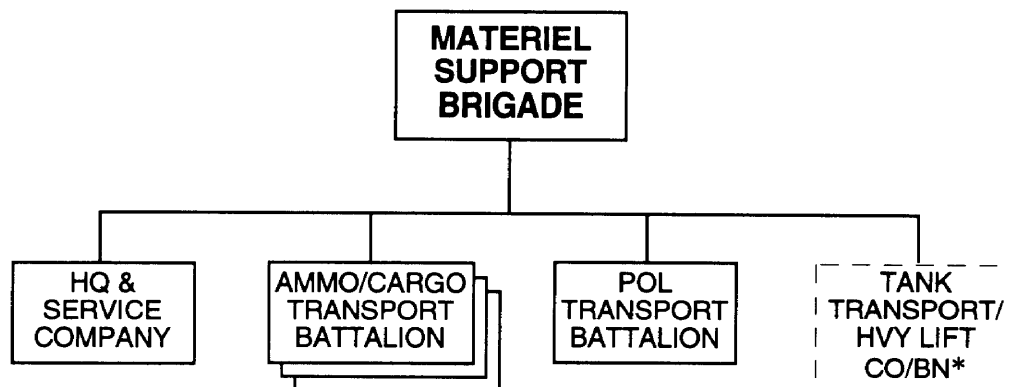 MATERIEL
SUPPORT
BRIGADE
HQ &
SERVICE
COMPANY
AMMO/CARGO
TRANSPORT
BATTALION
POL
TRANSPORT
BATTALION
TANK
TRANSPORT/
HVY LIFT
CO/BN*